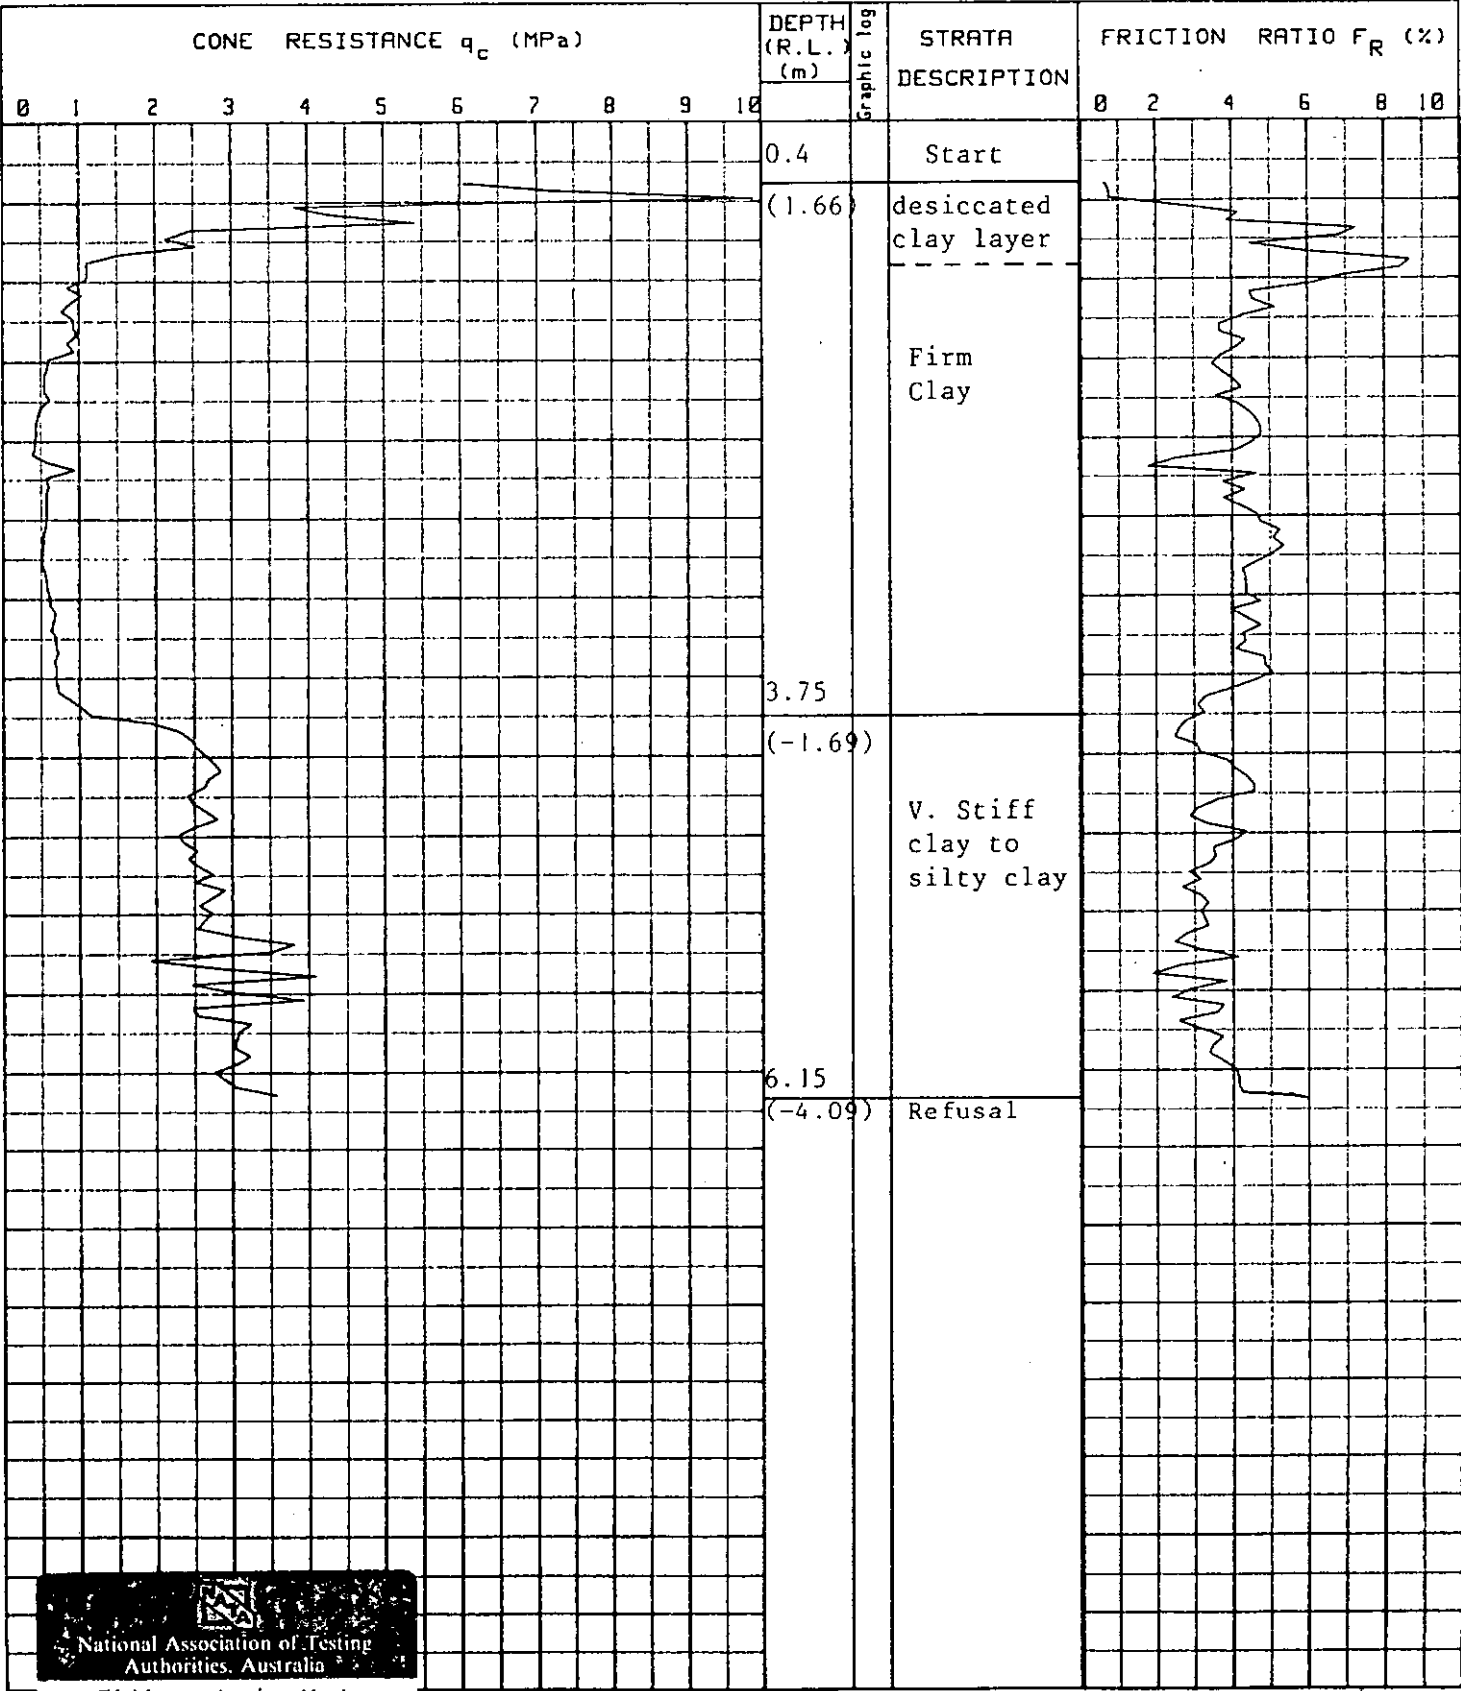 CONE RESISTANCE qc (MPa)
DEPTH
(R.L.)
(m)
Graphic log
STRATA
DESCRIPTION
FRICTION RATIO FR (%)
0 1 2 3 4 5 6 7 8 9 10
0 2 4 6 8 10
0.4
Start
(1.66)
desiccated
clay layer
Firm
Clay
3.75
(-1.69)
V. Stiff
clay to
silty clay
6.15
(-4.09)
Refusal
NATA
National Association of Testing
Authorities, Australia